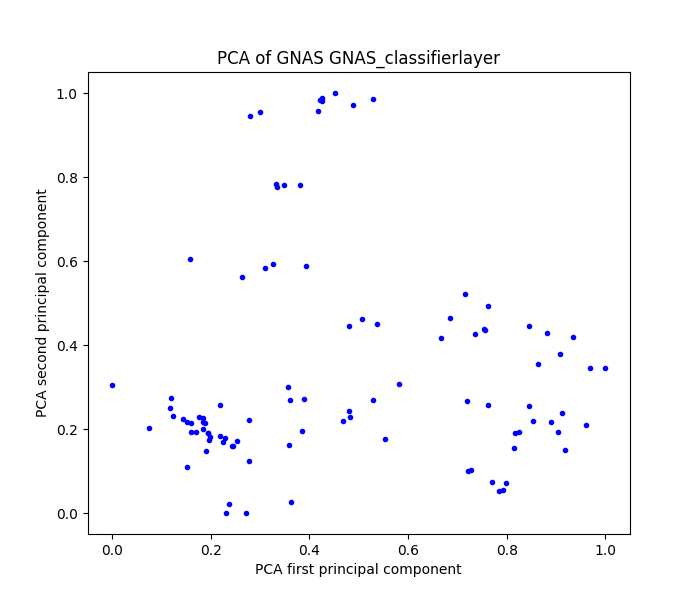 PCA of GNAS GNAS_classifierlayer
1.0
0.8
0.6
0.4
0.2
0.0
PCA second principal component
0.0 0.2 0.4 0.6 0.8 1.0
PCA first principal component